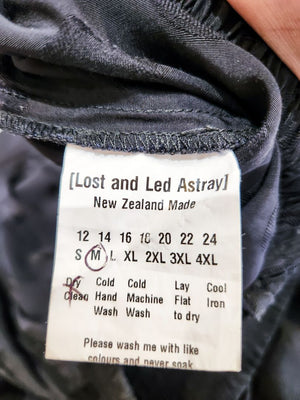 [Lost and Led Astray]
New Zealand Made
12 14 16 18 20 22 24
S M L XL 2XL 3XL 4XL
Dry Cold Cold Lay Cool
Clean Hand Machine Flat Iron
Wash Wash to dry
Please wash me with like
colours and never soak